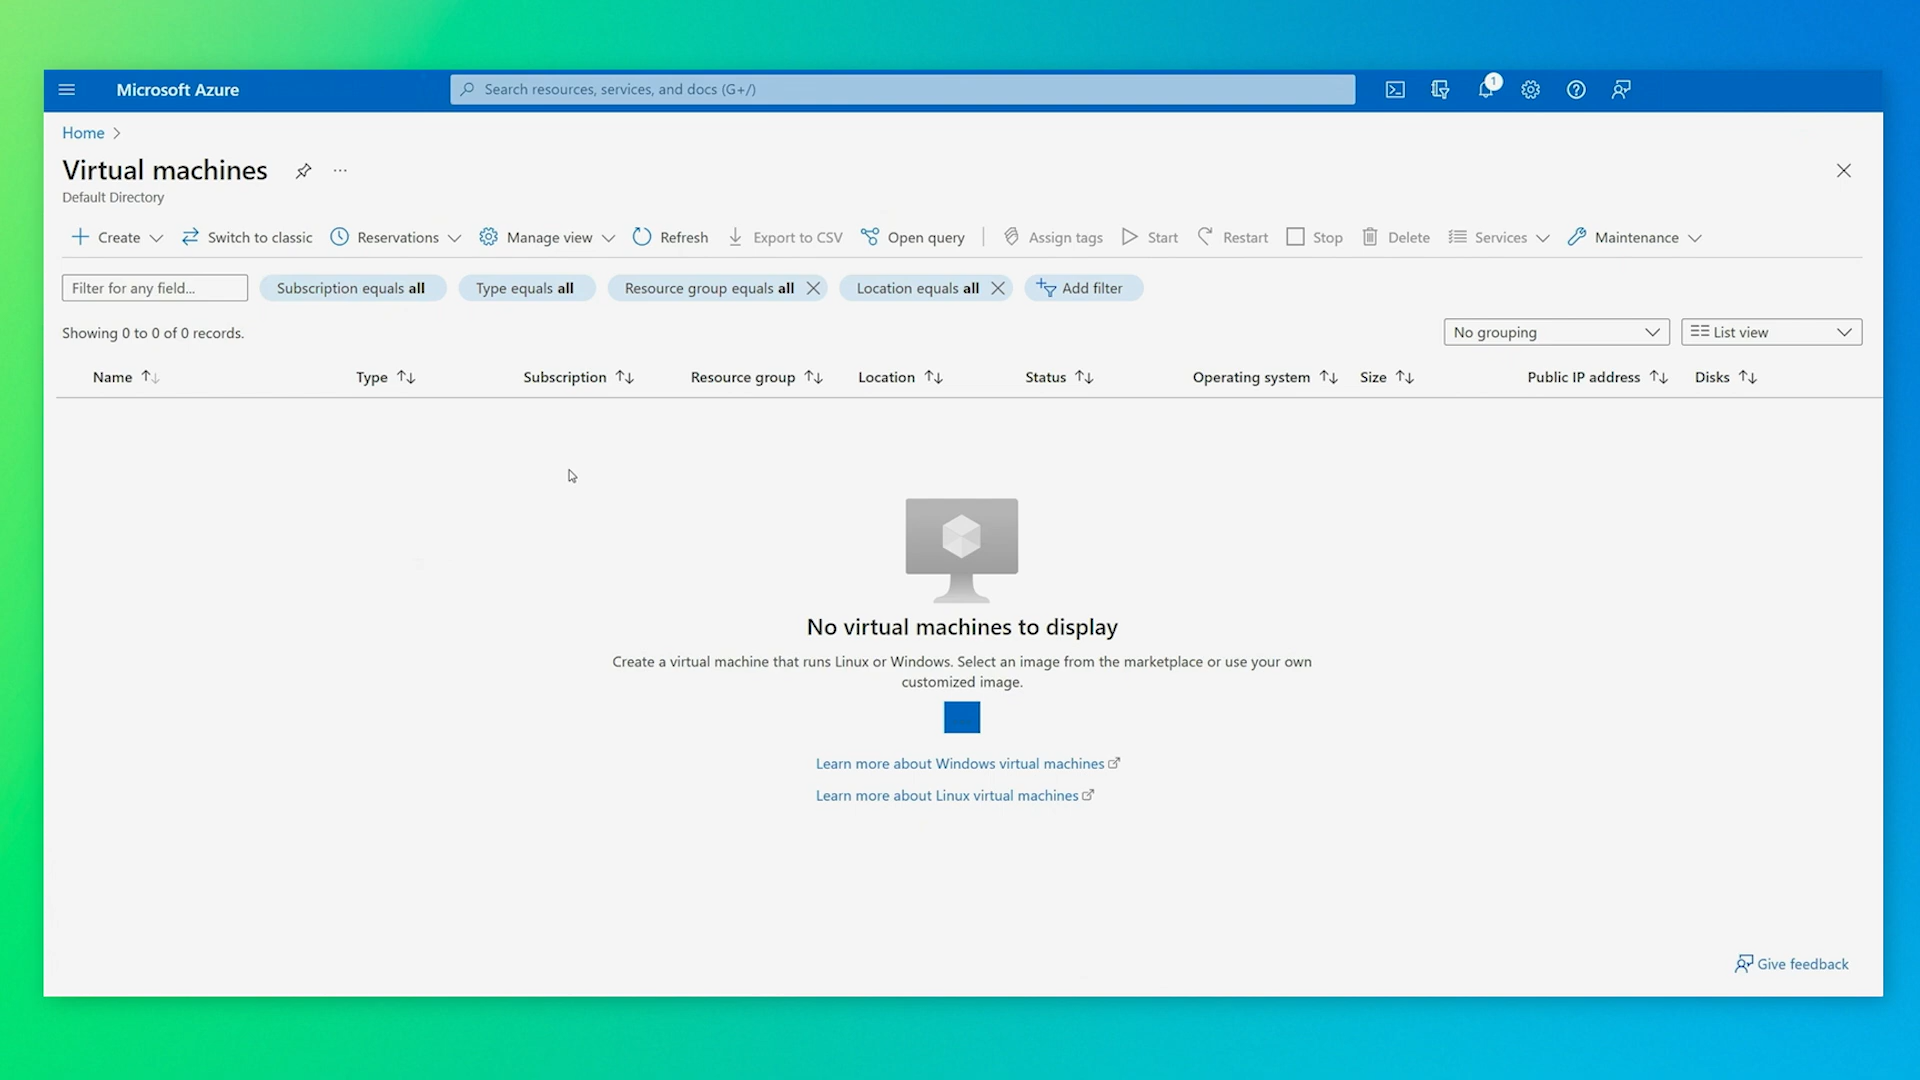 Microsoft Azure
Search resources, services, and docs (G+/)
1
Home
Virtual machines
Default Directory
Create
Switch to classic
Reservations
Manage view
Refresh
Export to CSV
Open query
Assign tags
Start
Restart
Stop
Delete
Services
Maintenance
Filter for any field...
Subscription equals all
Type equals all
Resource group equals all
Location equals all
Add filter
Showing 0 to 0 of 0 records.
No grouping
List view
Name
Type
Subscription
Resource group
Location
Status
Operating system
Size
Public IP address
Disks
No virtual machines to display
Create a virtual machine that runs Linux or Windows. Select an image from the marketplace or use your own
customized image.
Learn more about Windows virtual machines
Learn more about Linux virtual machines
Give feedback